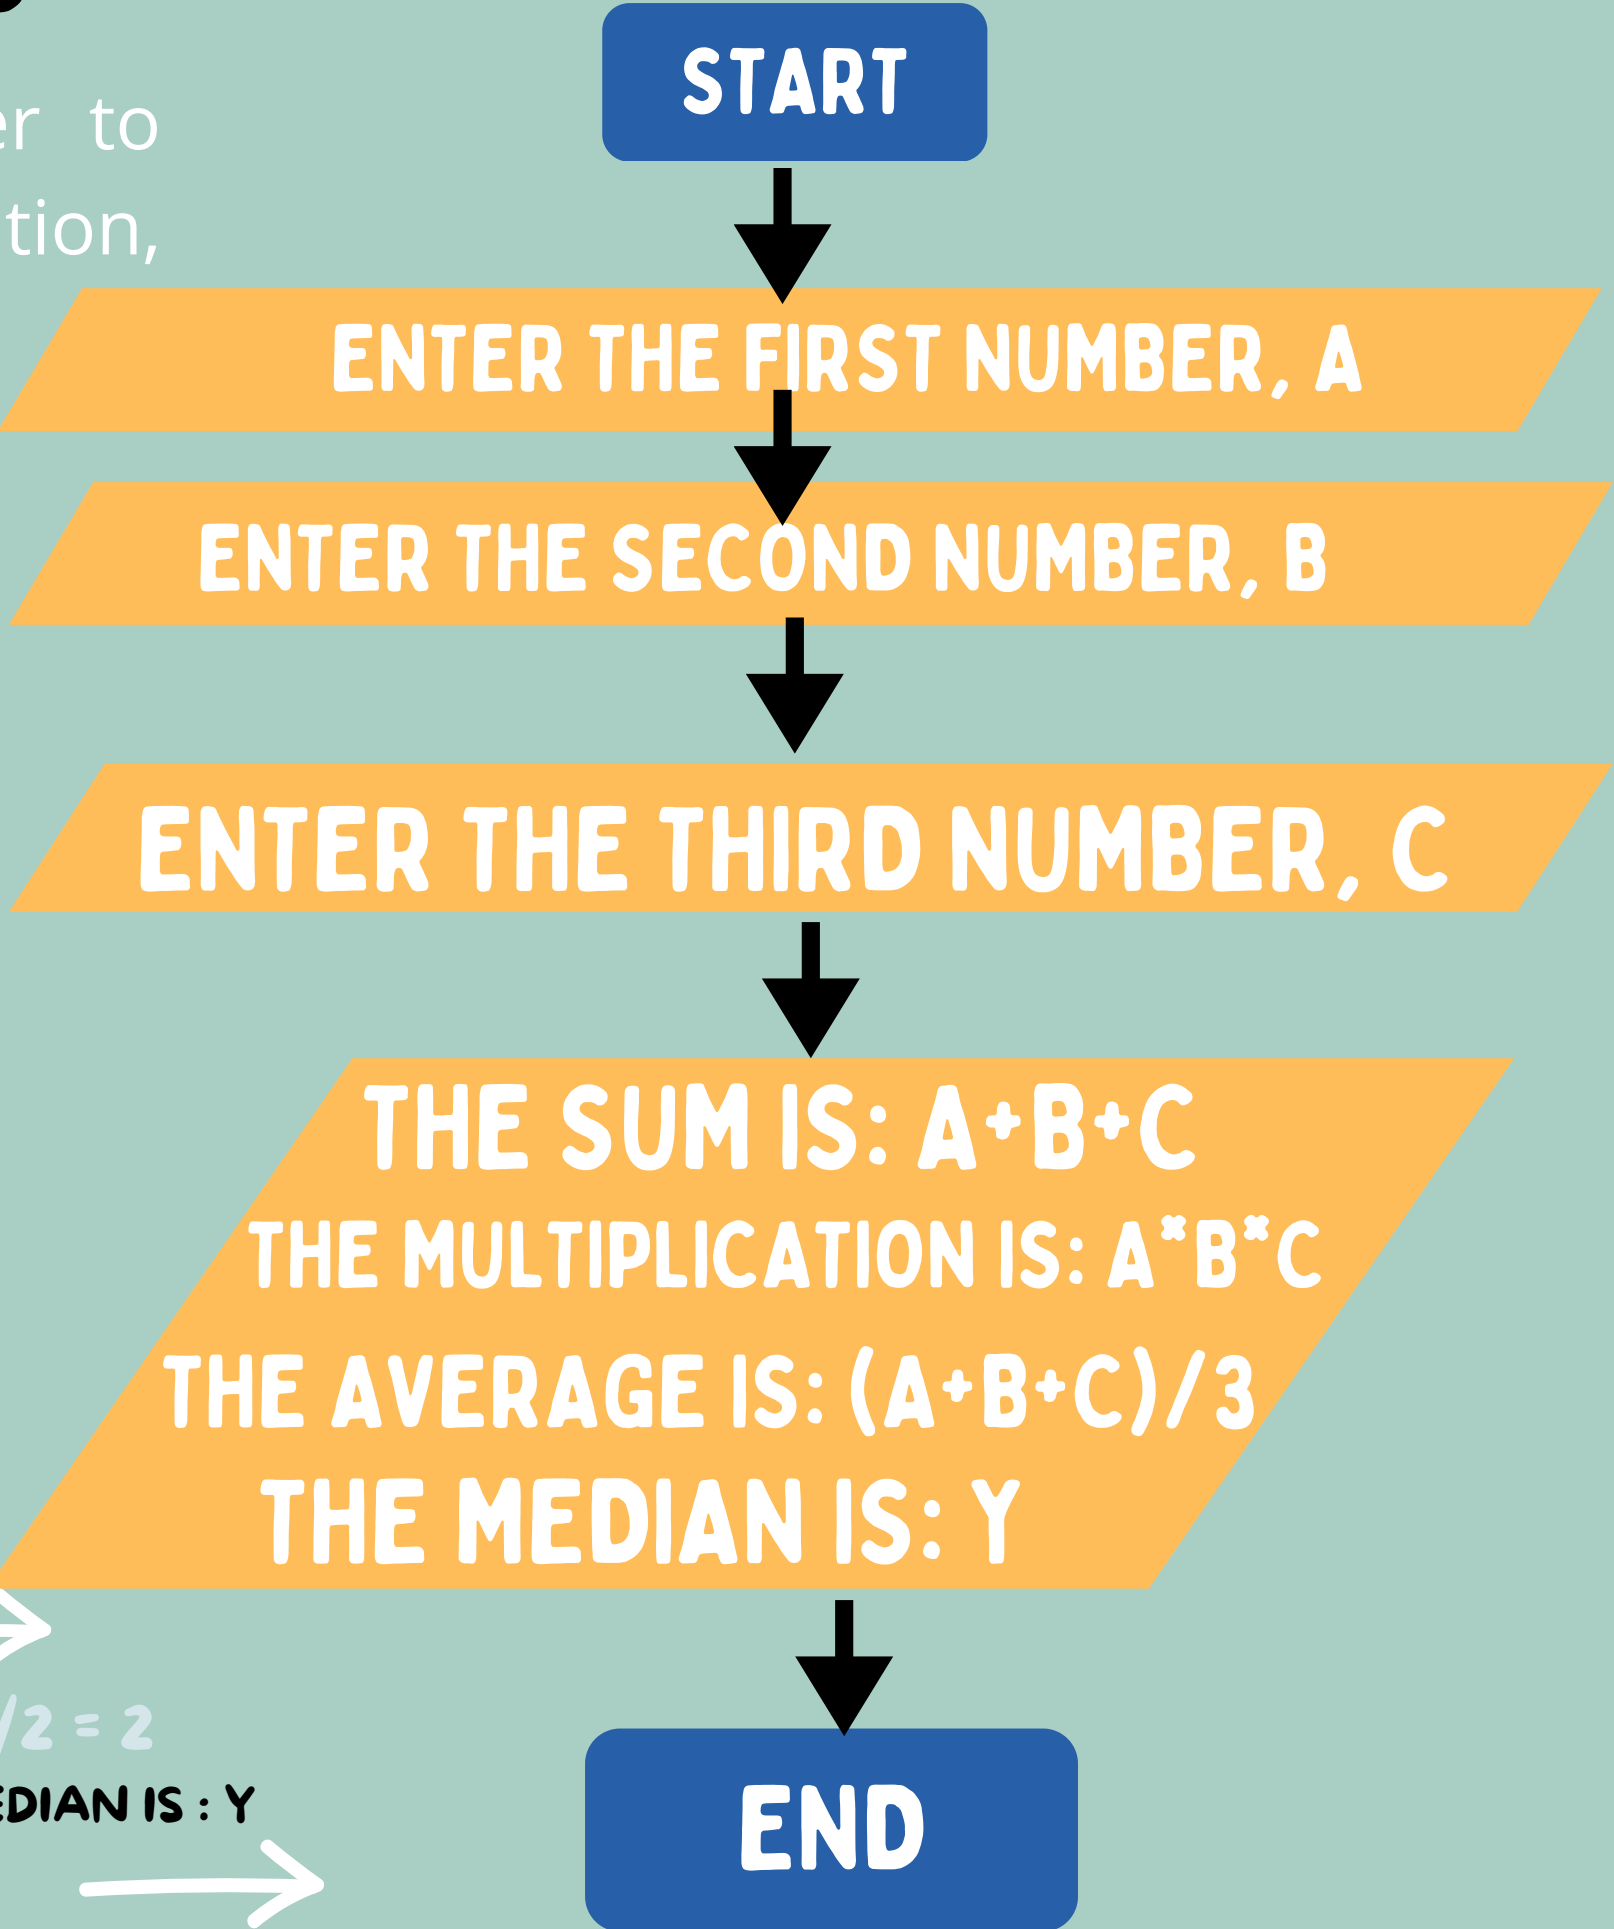 START
to
tion,
ENTER THE FIRST NUMBER, A
ENTER THE SECOND NUMBER, B
ENTER THE THIRD NUMBER, C
THE SUM IS: A+B+C
THE MULTIPLICATION IS: A*B*C
THE AVERAGE IS: (A+B+C)//3
THE MEDIAN IS: Y
/2 = 2
EDIAN IS : Y
END